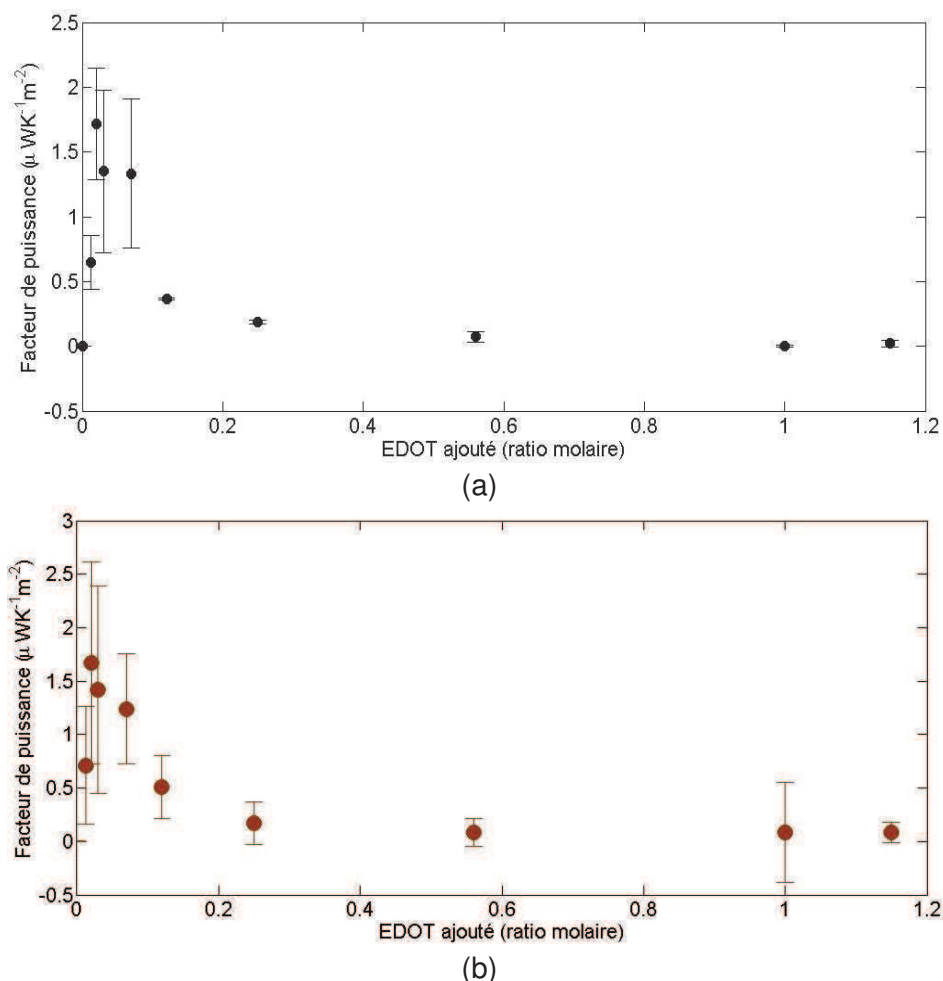 2.5
2
1.5
1
0.5
0
-0.5
Facteur de puissance (μ WK⁻¹m⁻²)
0 0.2 0.4 0.6 0.8 1 1.2
EDOT ajouté (ratio molaire)
(a)
3
2.5
2
1.5
1
0.5
0
-0.5
Facteur de puissance (μ WK⁻¹m⁻²)
0 0.2 0.4 0.6 0.8 1 1.2
EDOT ajouté (ratio molaire)
(b)